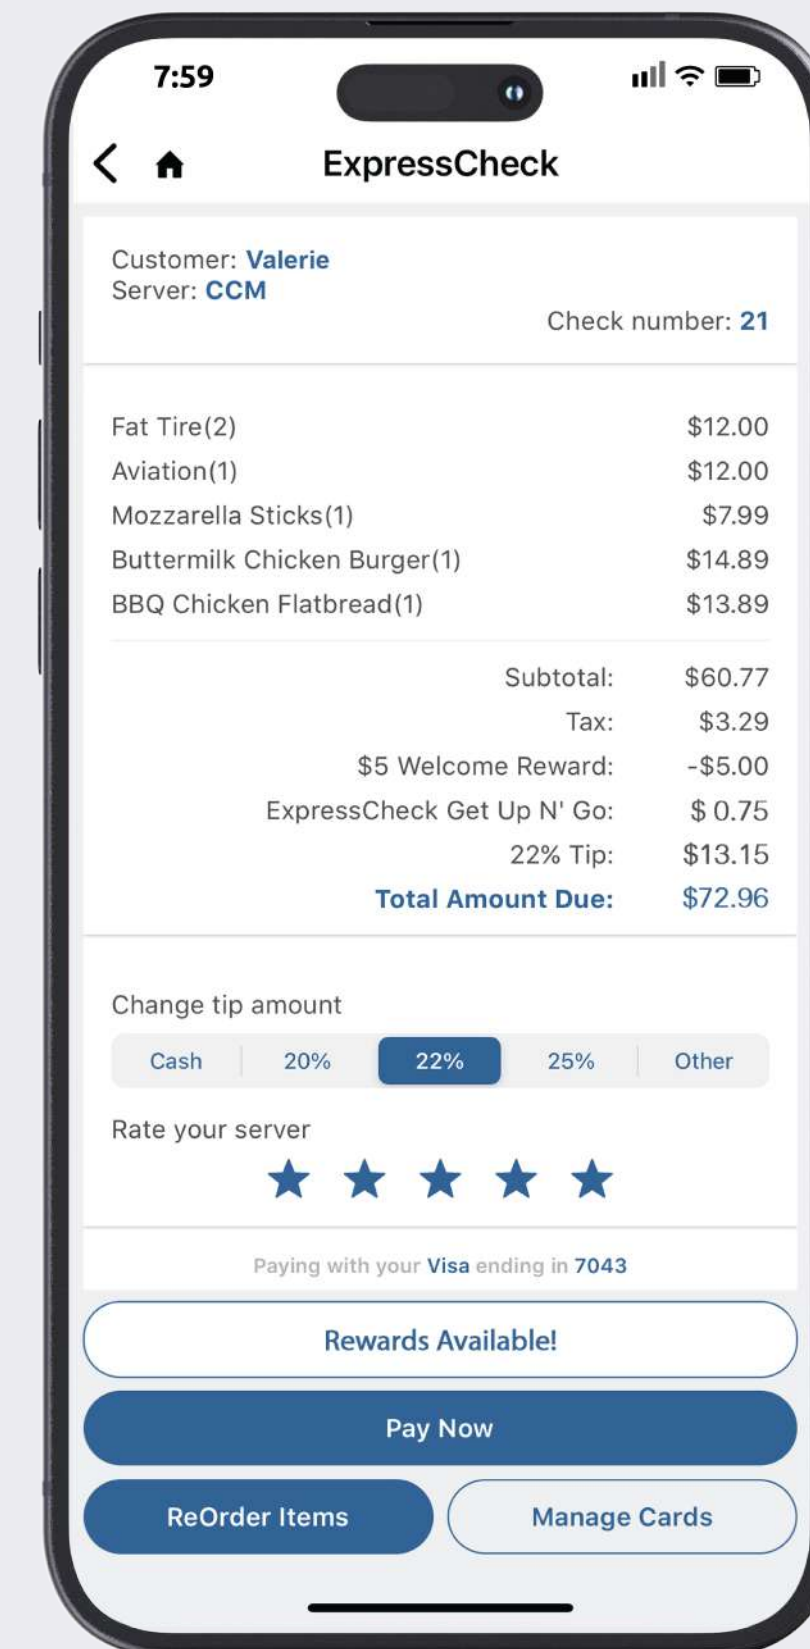 7:59
ExpressCheck
Customer: Valerie
Server: CCM
Check number: 21
Fat Tire(2) $12.00
Aviation(1) $12.00
Mozzarella Sticks(1) $7.99
Buttermilk Chicken Burger(1) $14.89
BBQ Chicken Flatbread(1) $13.89
Subtotal: $60.77
Tax: $3.29
$5 Welcome Reward: -$5.00
ExpressCheck Get Up N' Go: $ 0.75
22% Tip: $13.15
Total Amount Due: $72.96
Change tip amount
Cash 20% 22% 25% Other
Rate your server
Paying with your Visa ending in 7043
Rewards Available!
Pay Now
ReOrder Items Manage Cards